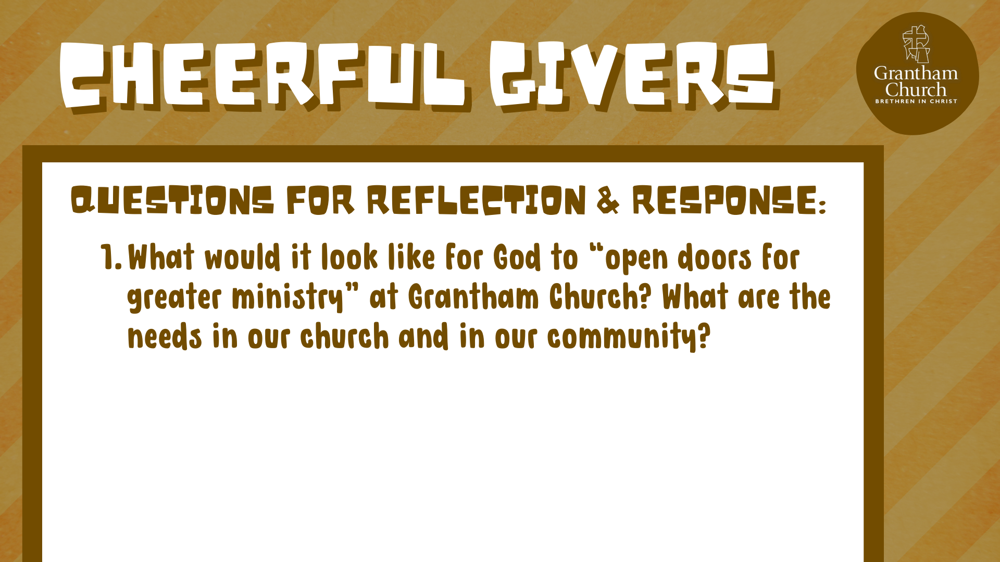 CHEERFUL GIVERS
Grantham
Church
BRETHREN IN CHRIST
QUESTIONS FOR REFLECTION & RESPONSE:
1. What would it look like for God to “open doors for
greater ministry” at Grantham Church? What are the
needs in our church and in our community?